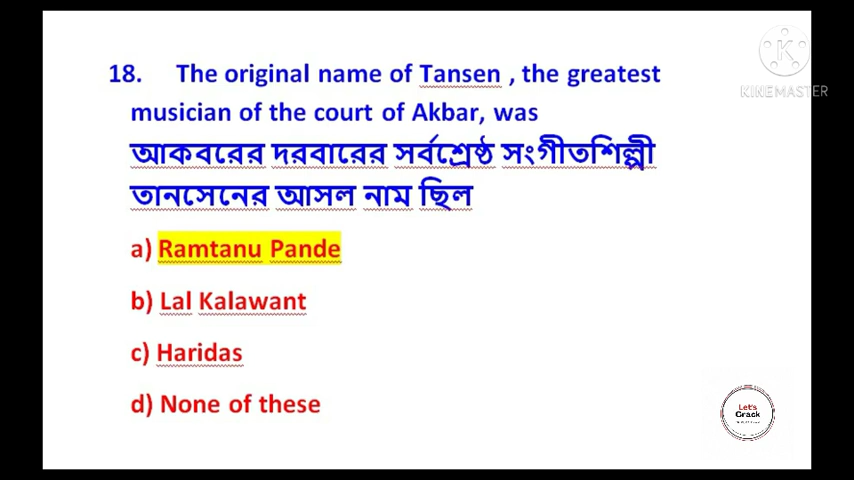 18. The original name of Tansen , the greatest
musician of the court of Akbar, was
আকবরের দরবারের সর্বশ্রেষ্ঠ সংগীতশিল্পী
তানসেনের আসল নাম ছিল
a) Ramtanu Pande
b) Lal Kalawant
c) Haridas
d) None of these
K
KINEMASTER
Let's
Crack